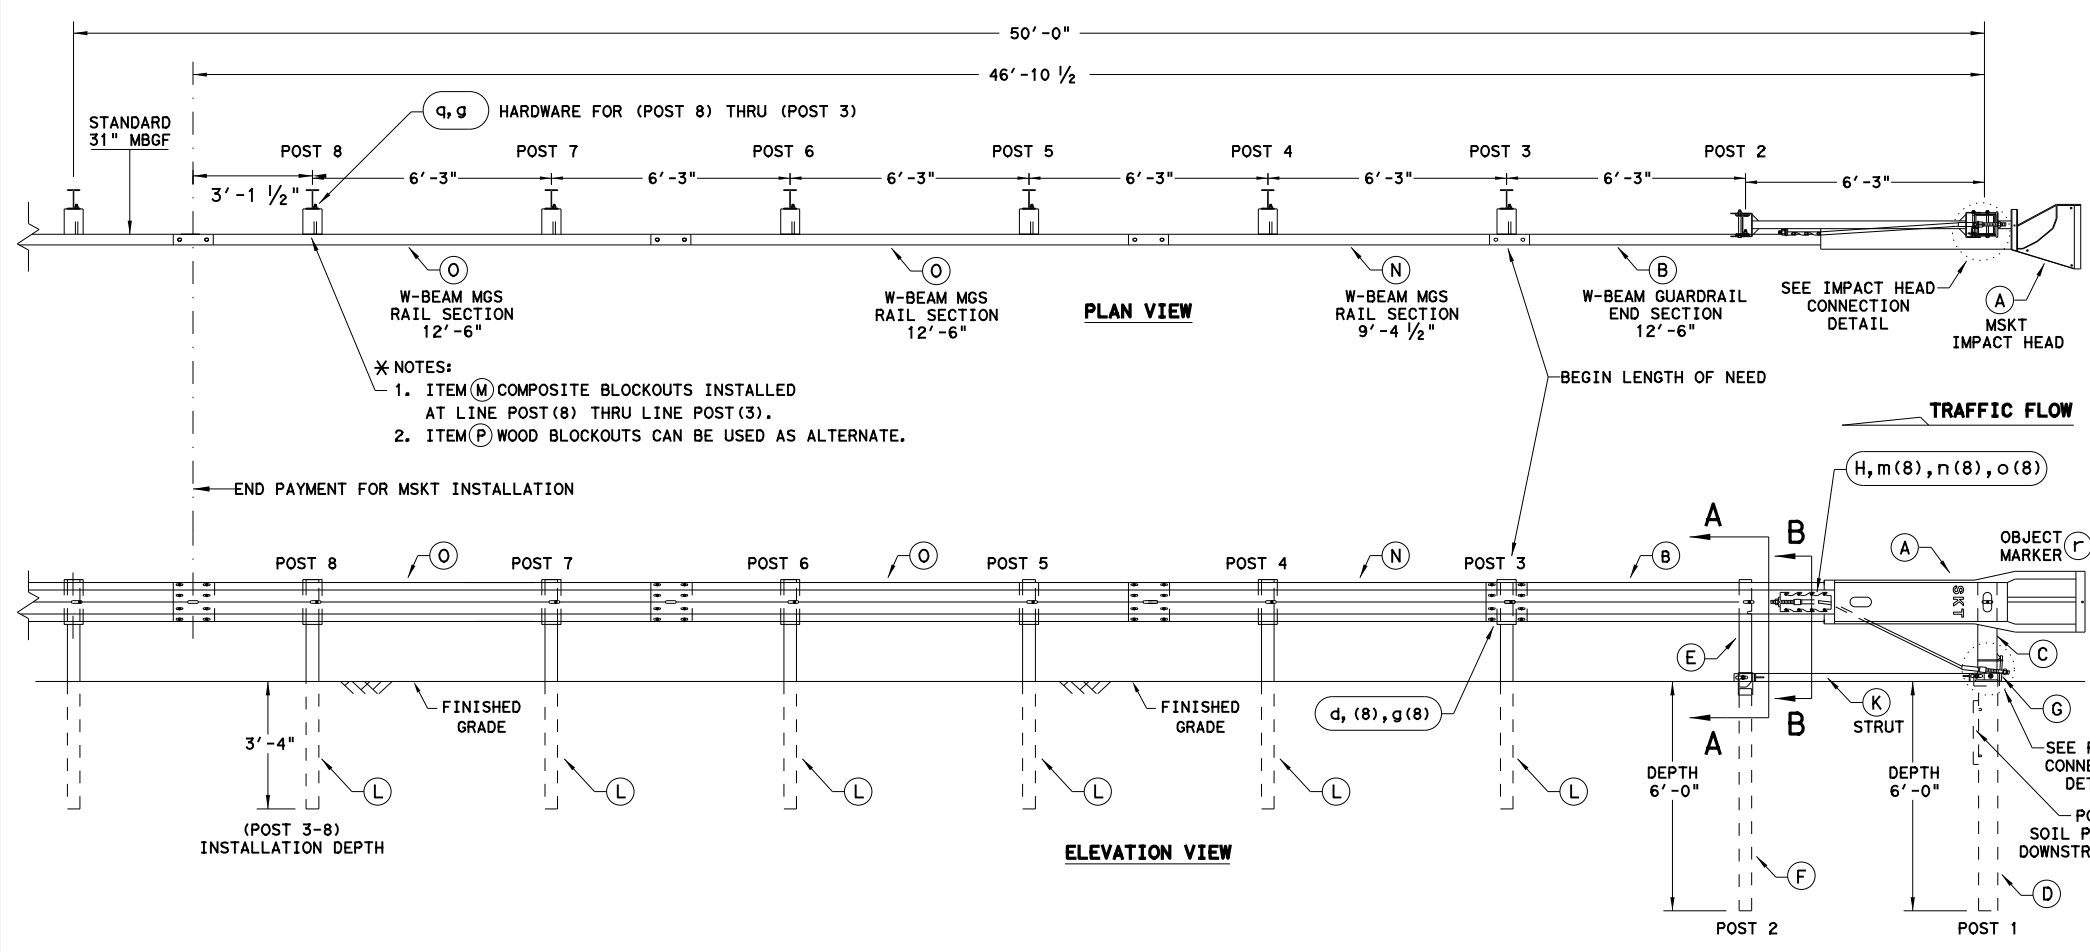 50'-0"
46'-10 ½
q,g HARDWARE FOR (POST 8) THRU (POST 3)
STANDARD
31" MBGF
POST 8 POST 7 POST 6 POST 5 POST 4 POST 3 POST 2
3'-1 ½" 6'-3" 6'-3" 6'-3" 6'-3" 6'-3" 6'-3" 6'-3"
O
W-BEAM MGS
RAIL SECTION
12'-6"
O
W-BEAM MGS
RAIL SECTION
12'-6"
PLAN VIEW
N
W-BEAM MGS
RAIL SECTION
9'-4 ½"
B
W-BEAM GUARDRAIL
END SECTION
12'-6"
SEE IMPACT HEAD
CONNECTION
DETAIL
A
MSKT
IMPACT HEAD
* NOTES:
1. ITEM M COMPOSITE BLOCKOUTS INSTALLED
AT LINE POST(8) THRU LINE POST(3).
2. ITEM P WOOD BLOCKOUTS CAN BE USED AS ALTERNATE.
BEGIN LENGTH OF NEED
TRAFFIC FLOW
END PAYMENT FOR MSKT INSTALLATION
H,m(8),n(8),o(8)
A B
OBJECT
MARKER r
A
POST 8 O POST 7 POST 6 O POST 5 POST 4 N POST 3 B
SKT
E
C
FINISHED
GRADE
FINISHED
GRADE
d,(8),g(8)
A B
K
STRUT
G
3'-4"
L L L L L L
DEPTH
6'-0"
DEPTH
6'-0"
SEE
CONNE
DET
PO
SOIL P
DOWNSTR
(POST 3-8)
INSTALLATION DEPTH
ELEVATION VIEW
F
D
POST 2 POST 1